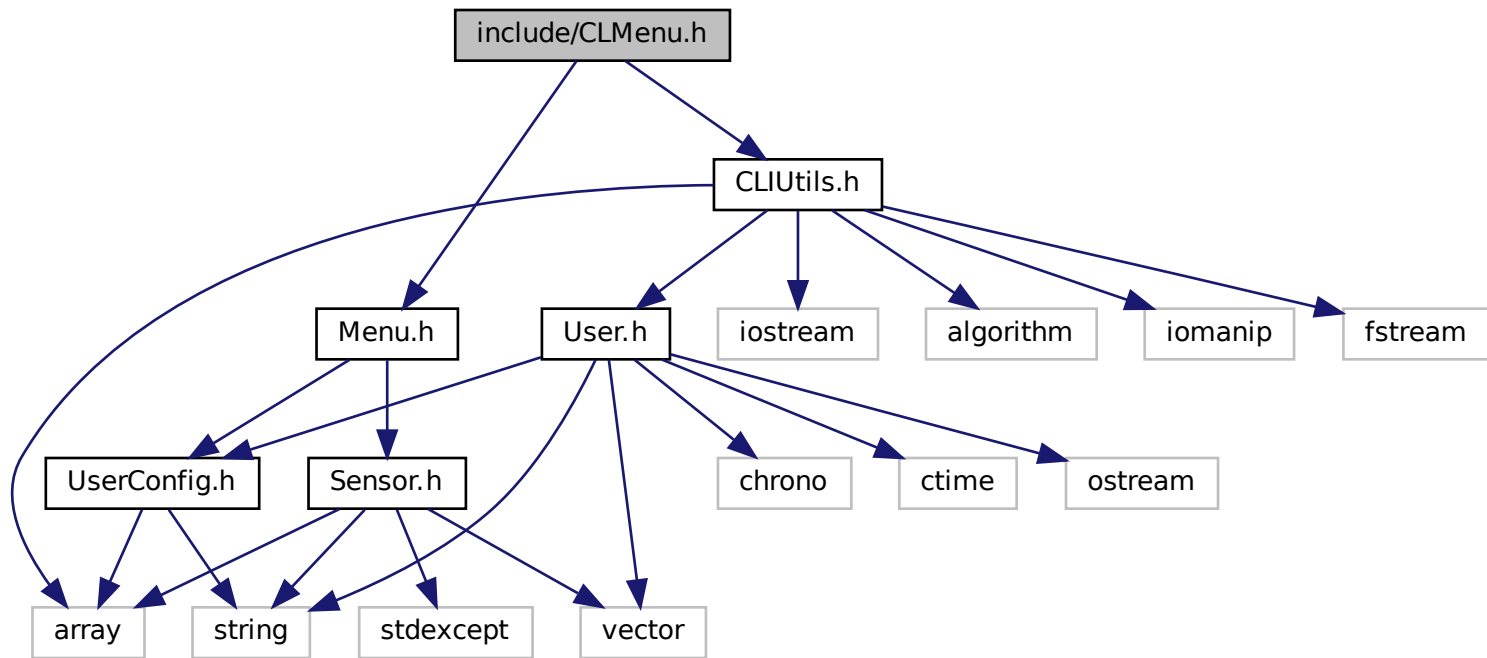 include/CLMenu.h
CLIUtils.h
Menu.h
User.h
iostream
algorithm
iomanip
fstream
UserConfig.h
Sensor.h
chrono
ctime
ostream
array
string
stdexcept
vector